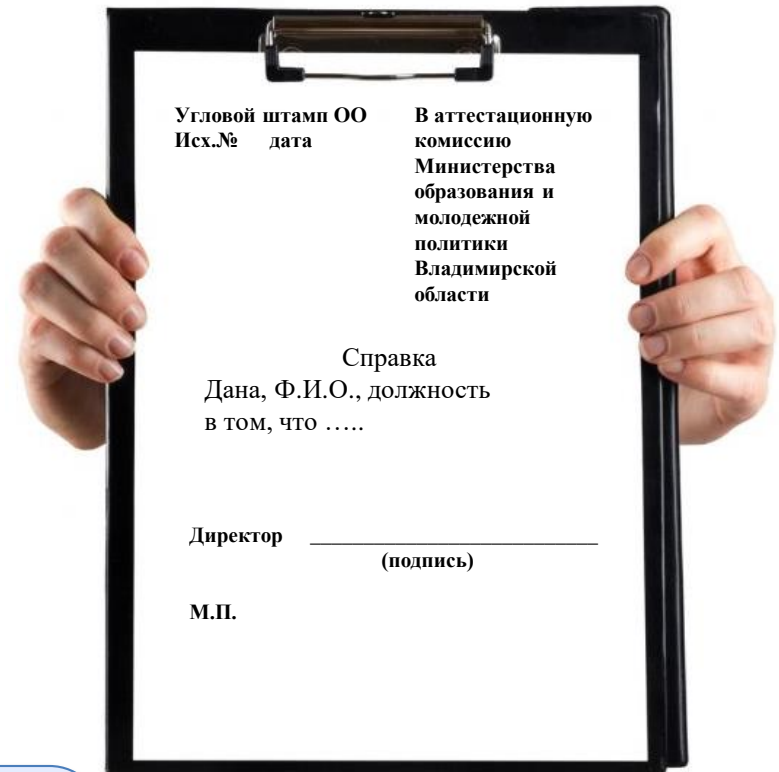 Угловой штамп ОО
Исх.№ дата
В аттестационную
комиссию
Министерства
образования и
молодежной
политики
Владимирской
области
Справка
Дана, Ф.И.О., должность
в том, что …..
Директор ___________________________
(подпись)
М.П.